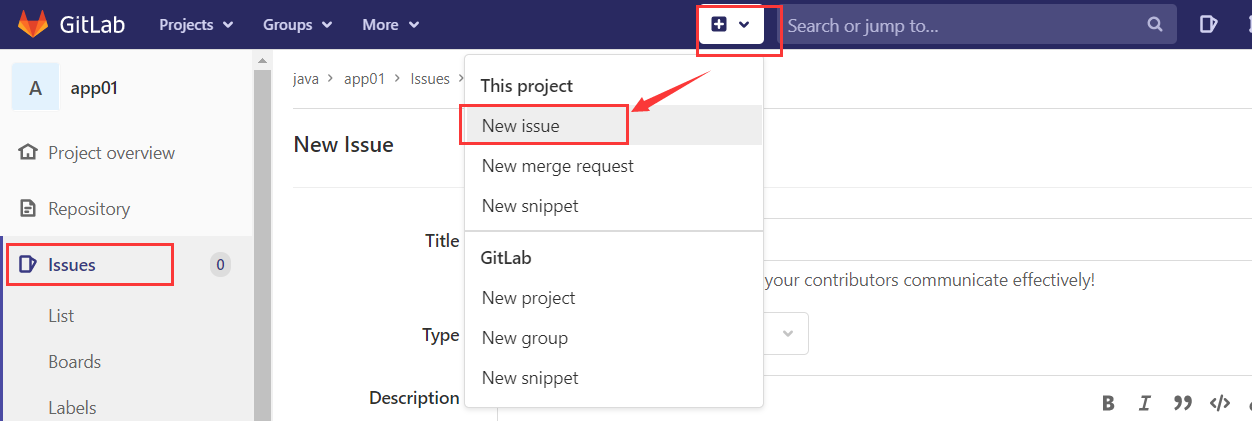 GitLab Projects Groups More Search or jump to...
A app01
Project overview
Repository
Issues 0
List
Boards
Labels
java > app01 > Issues >
New Issue
Title
your contributors communicate effectively!
Type
Description
B I
This project
New issue
New merge request
New snippet
GitLab
New project
New group
New snippet